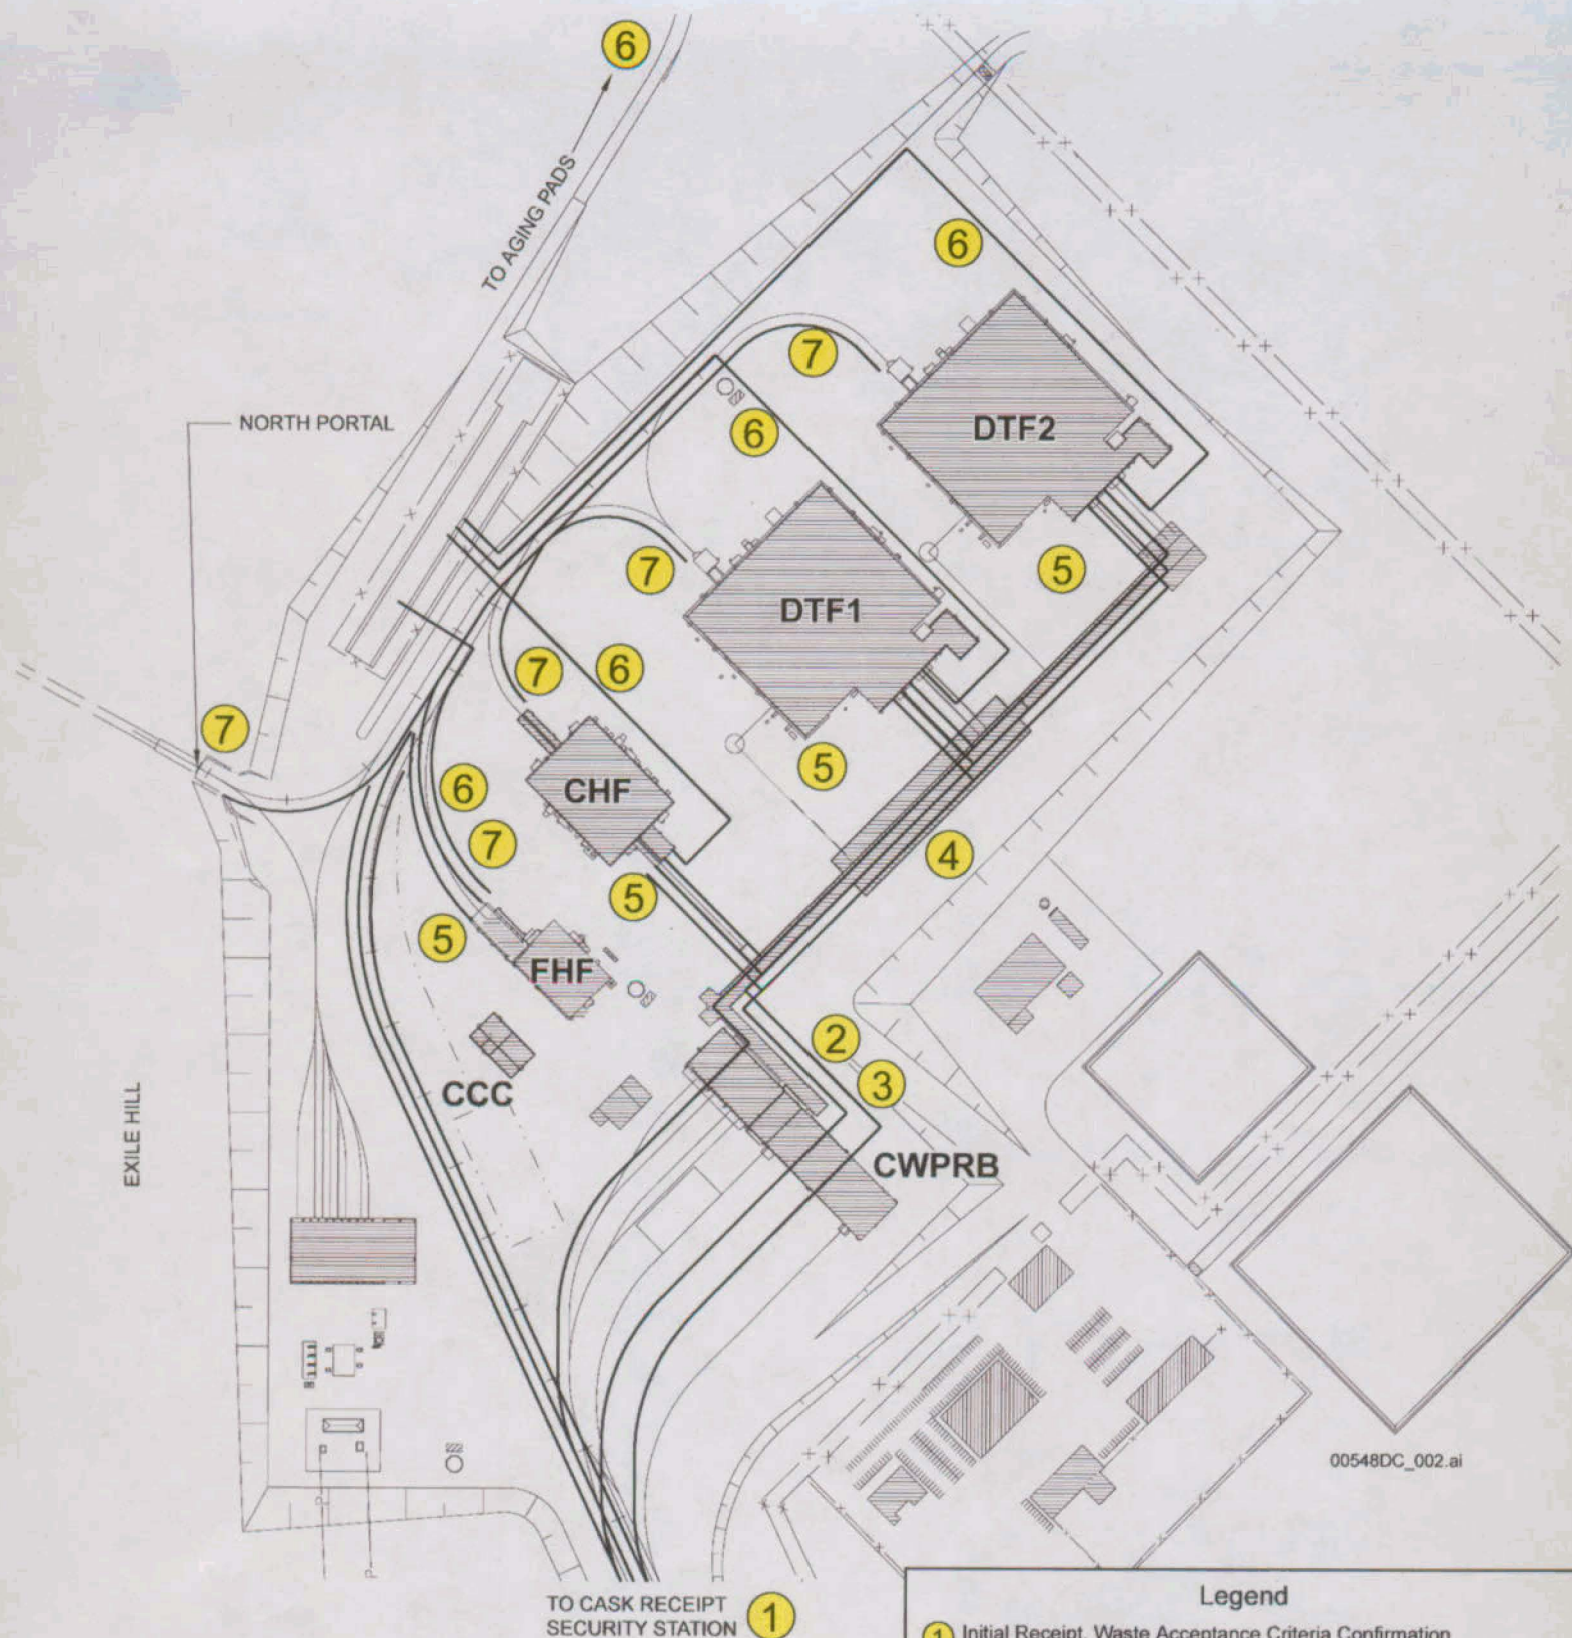 6
TO AGING PADS
6
7
NORTH PORTAL
6
DTF2
7
5
DTF1
7
6
7
5
CHF
6
7
4
5
5
FHF
2
3
CCC
EXILE HILL
CWPRB
00548DC_002.ai
TO CASK RECEIPT
SECURITY STATION
1
Legend
1 Initial Receipt, Waste Acceptance Criteria Confirmation